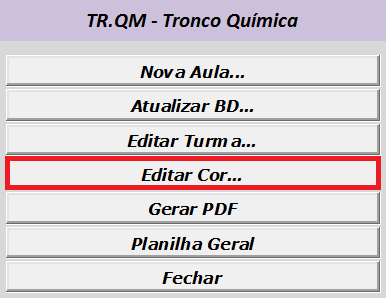 TR.QM - Tronco Química
Nova Aula...
Atualizar BD...
Editar Turma...
Editar Cor...
Gerar PDF
Planilha Geral
Fechar